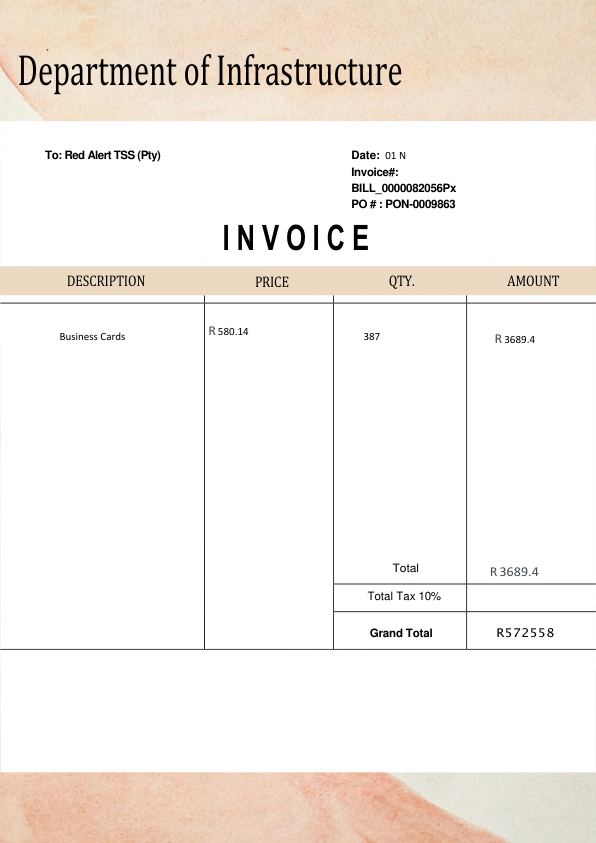 Department of Infrastructure
To: Red Alert TSS (Pty)
Date: 01 N
Invoice#:
BILL_0000082056Px
PO # : PON-0009863
INVOICE
DESCRIPTION PRICE QTY. AMOUNT
Business Cards R 580.14 387 R 3689.4
Total R 3689.4
Total Tax 10%
Grand Total R572558